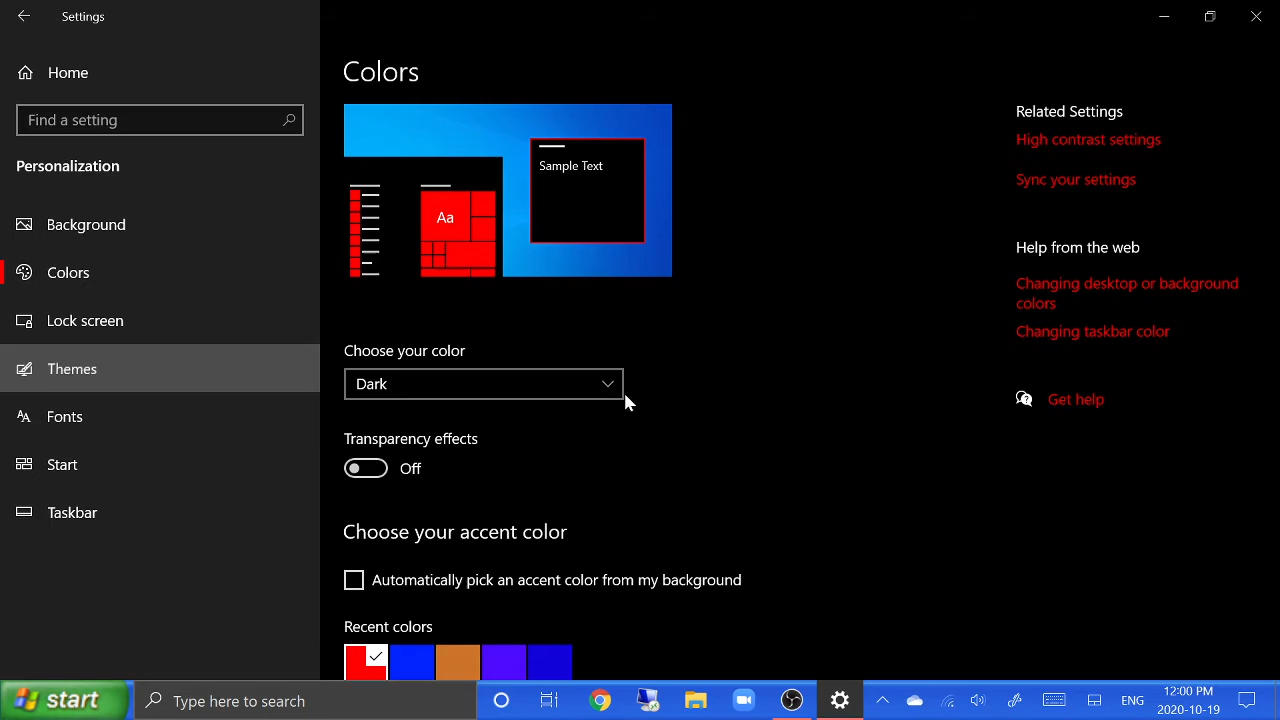 Settings
Home
Find a setting
Personalization
Background
Colors
Lock screen
Themes
Fonts
Start
Taskbar
Colors
Sample Text
Aa
Choose your color
Dark
Transparency effects
Off
Choose your accent color
Automatically pick an accent color from my background
Recent colors
Related Settings
High contrast settings
Sync your settings
Help from the web
Changing desktop or background
colors
Changing taskbar color
Get help
start
Type here to search
ENG
12:00 PM
2020-10-19